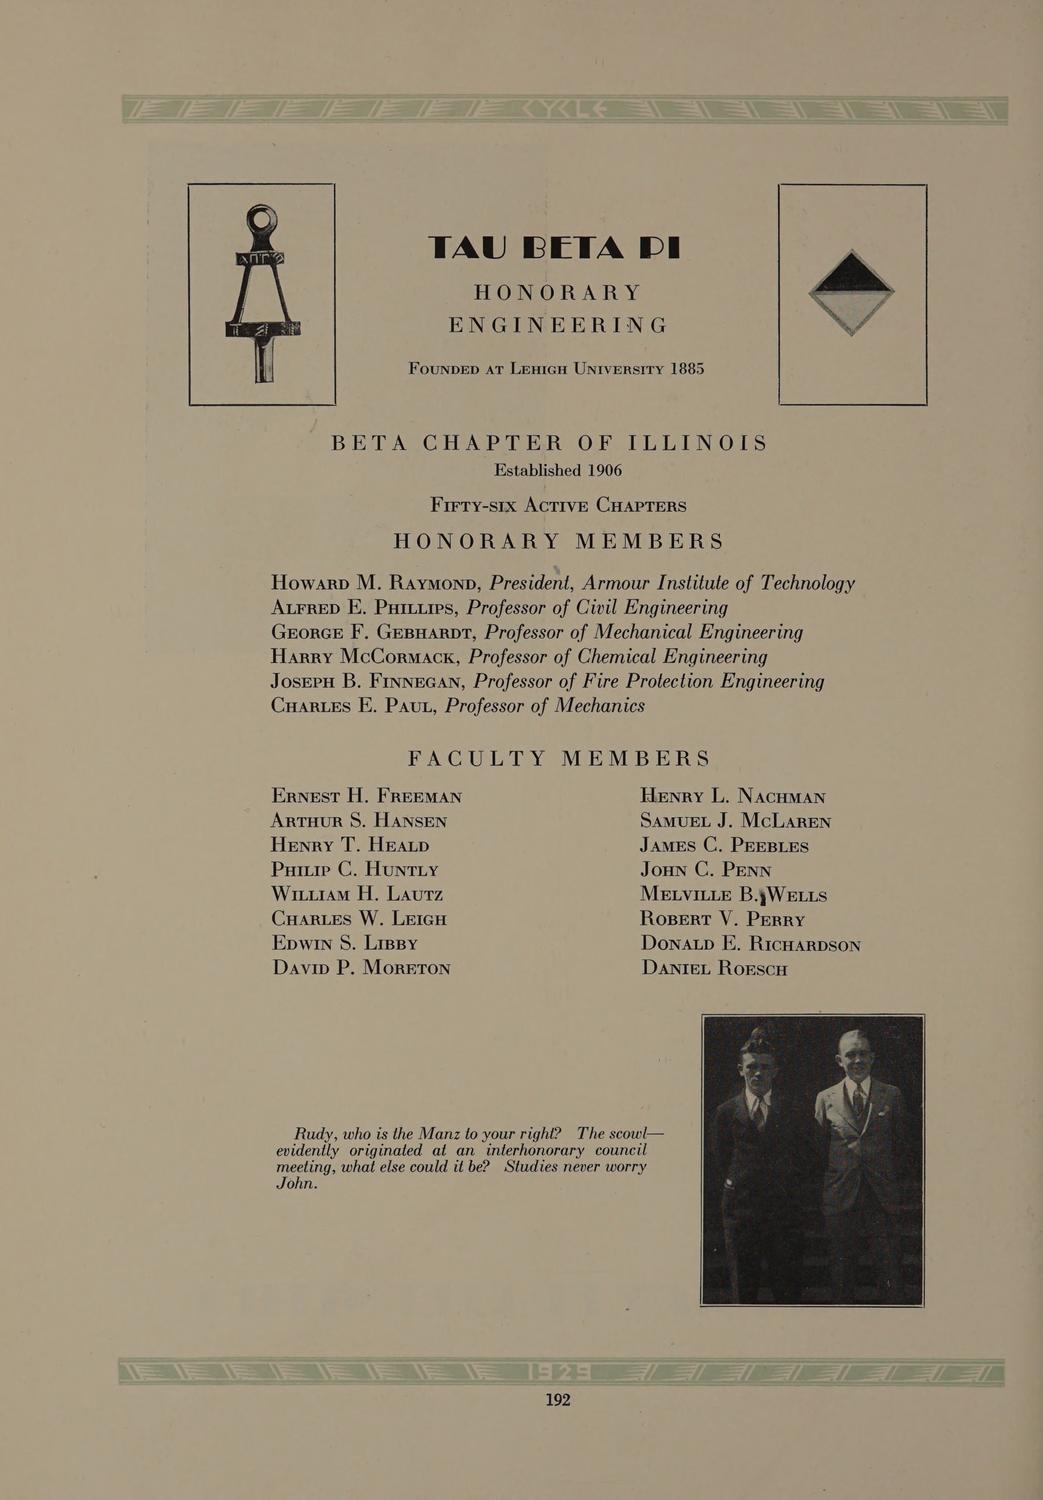 CYCLE
TAU BETA PI
HONORARY
ENGINEERING
FOUNDED AT LEHIGH UNIVERSITY 1885
BETA CHAPTER OF ILLINOIS
Established 1906
FIFTY-SIX ACTIVE CHAPTERS
HONORARY MEMBERS
HOWARD M. RAYMOND, President, Armour Institute of Technology
ALFRED E. PHILLIPS, Professor of Civil Engineering
GEORGE F. GEBHARDT, Professor of Mechanical Engineering
HARRY MCCORMACK, Professor of Chemical Engineering
JOSEPH B. FINNEGAN, Professor of Fire Protection Engineering
CHARLES E. PAUL, Professor of Mechanics
FACULTY MEMBERS
ERNEST H. FREEMAN
ARTHUR S. HANSEN
HENRY T. HEALD
PHILIP C. HUNTLY
WILLIAM H. LAUTZ
CHARLES W. LEIGH
EDWIN S. LIBBY
DAVID P. MORETON
HENRY L. NACHMAN
SAMUEL J. MCLAREN
JAMES C. PEEBLES
JOHN C. PENN
MELVILLE B. WELLS
ROBERT V. PERRY
DONALD E. RICHARDSON
DANIEL ROESCH
Rudy, who is the Manz to your right? The scowl—
evidently originated at an interhonorary council
meeting, what else could it be? Studies never worry
John.
1929
192